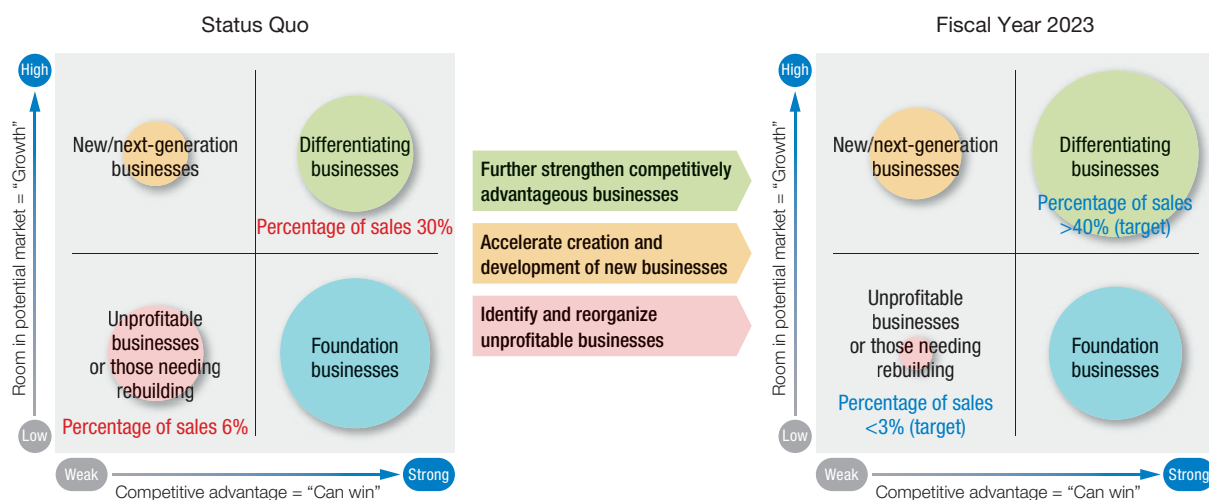 Status Quo
High
Room in potential market = “Growth”
Low
New/next-generation
businesses
Differentiating
businesses
Percentage of sales 30%
Unprofitable
businesses
or those needing
rebuilding
Percentage of sales 6%
Foundation
businesses
Weak
Strong
Competitive advantage = “Can win”
Further strengthen competitively
advantageous businesses
Accelerate creation and
development of new businesses
Identify and reorganize
unprofitable businesses
Fiscal Year 2023
High
Room in potential market = “Growth”
Low
New/next-generation
businesses
Differentiating
businesses
Percentage of sales
>40% (target)
Unprofitable
businesses
or those needing
rebuilding
Percentage of sales
<3% (target)
Foundation
businesses
Weak
Strong
Competitive advantage = “Can win”